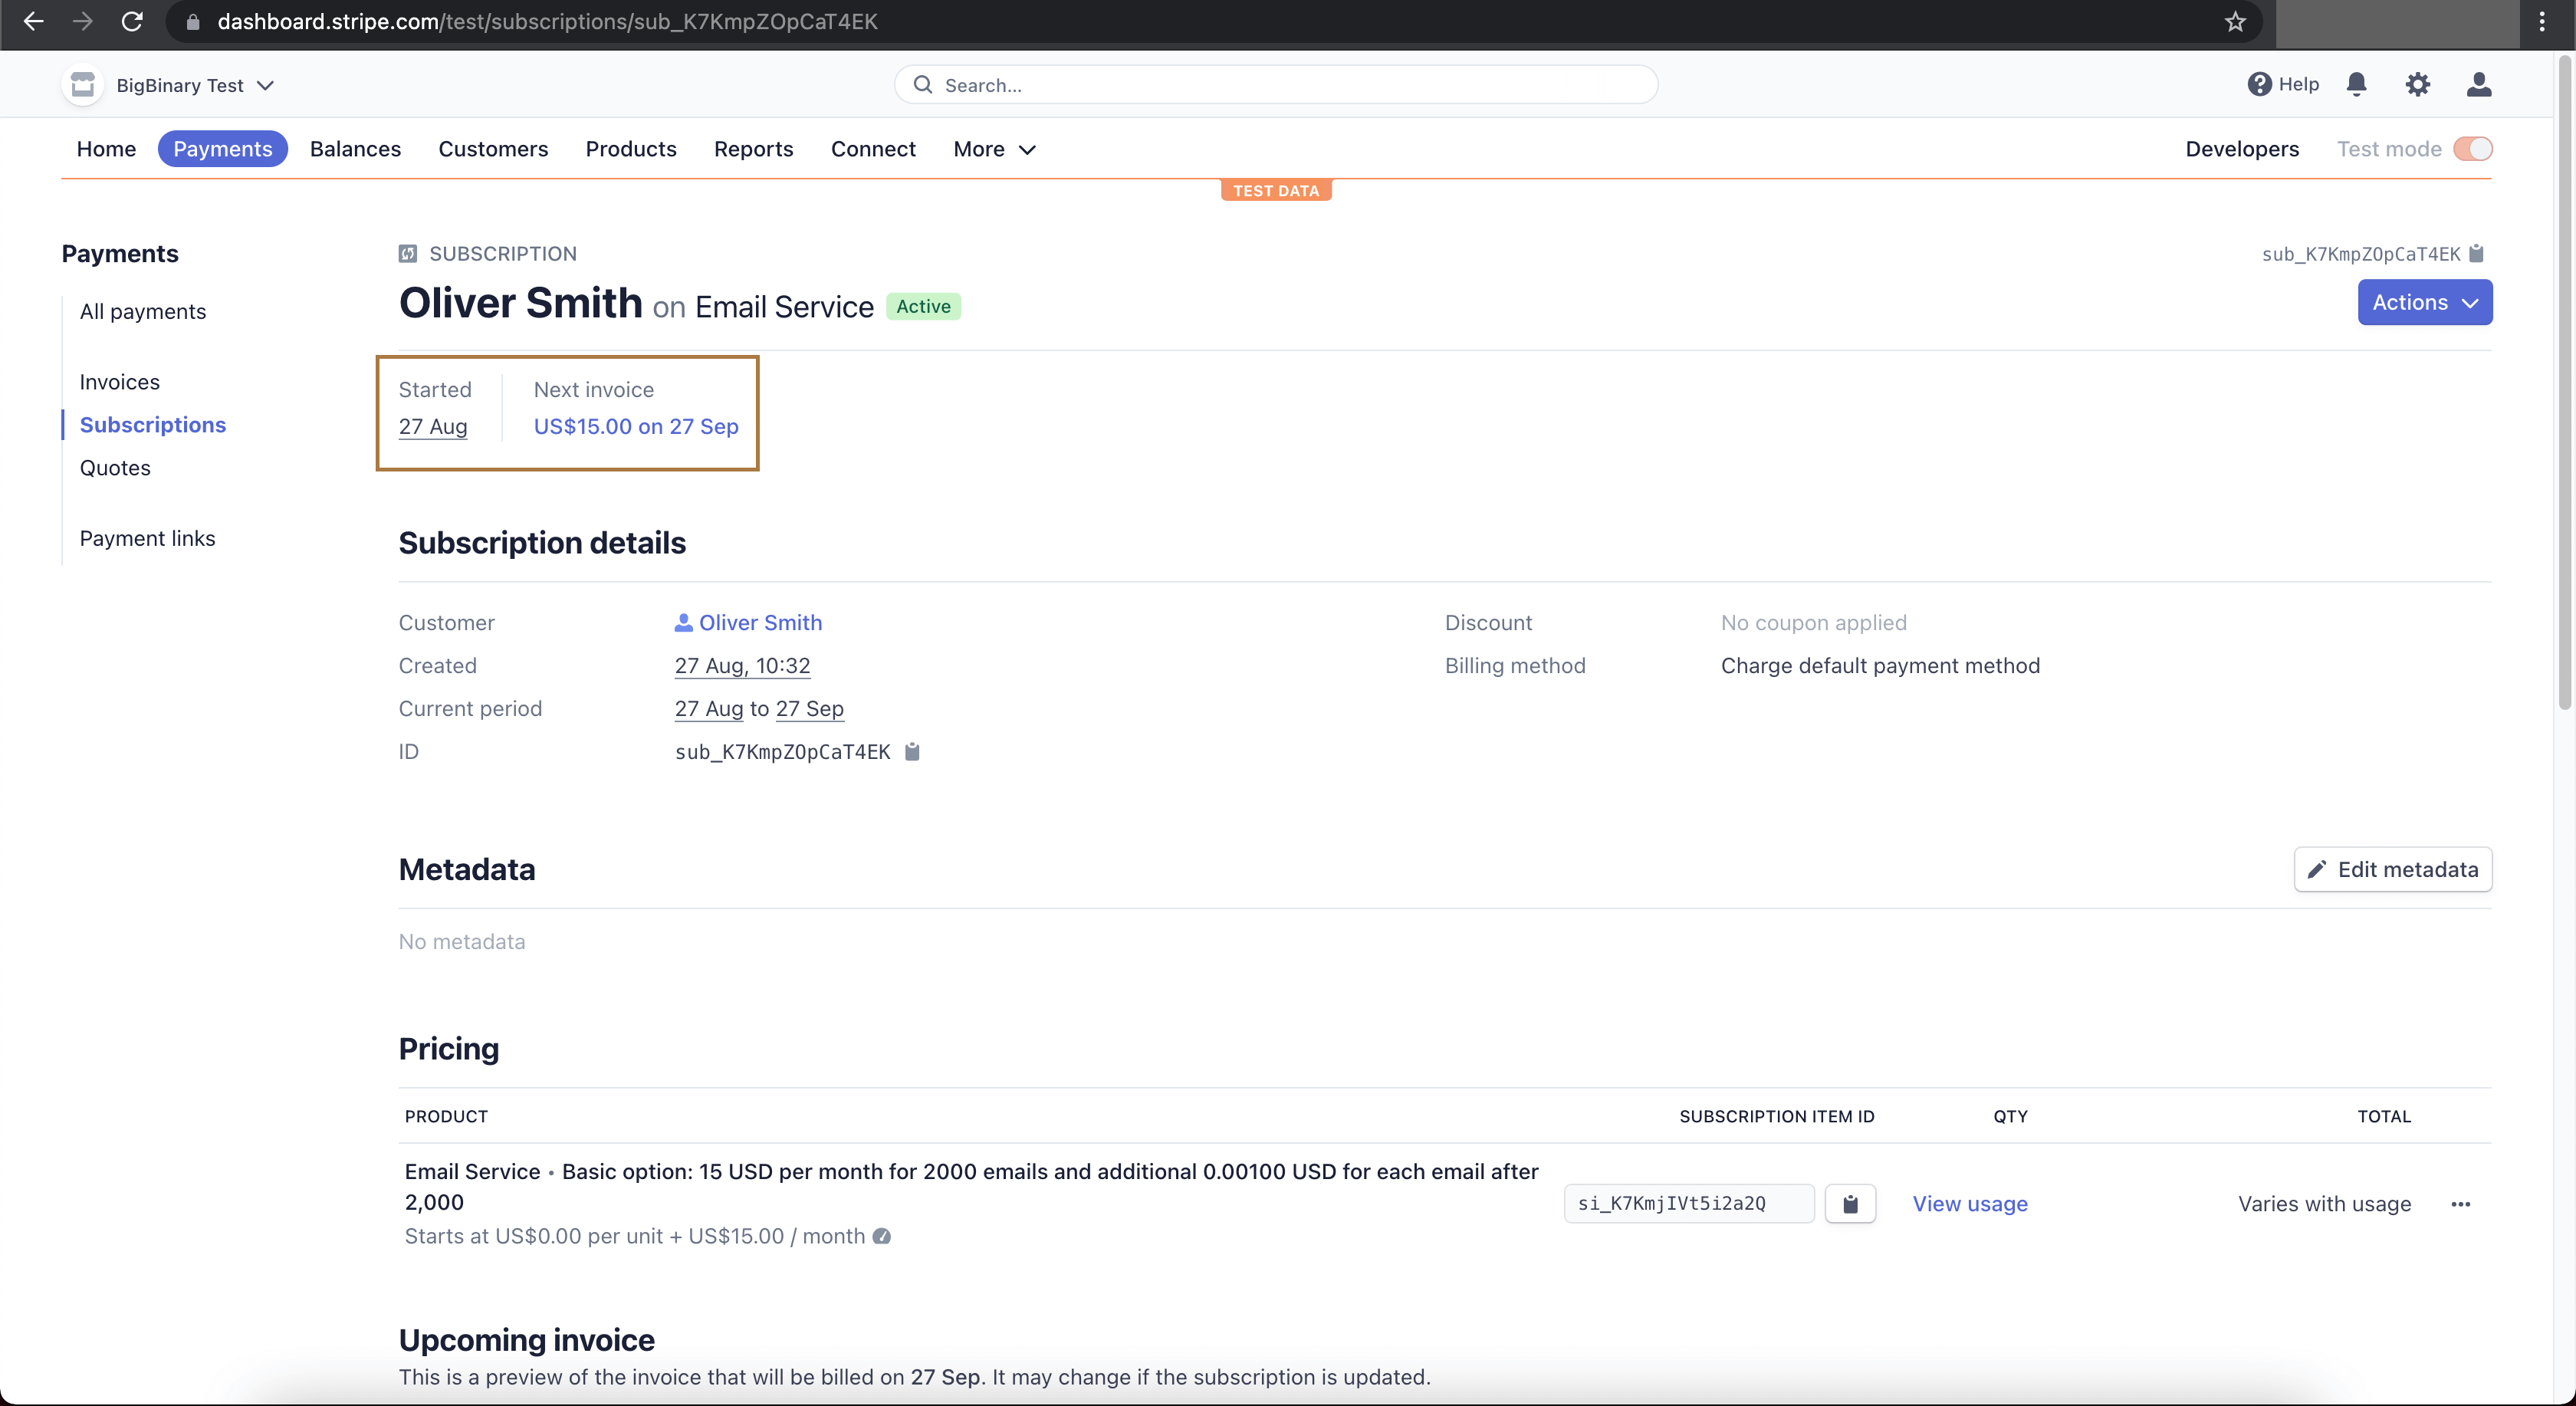 dashboard.stripe.com/test/subscriptions/sub_K7KmpZOpCaT4EK
BigBinary Test
Search...
Help
Home Payments Balances Customers Products Reports Connect More
Developers Test mode
TEST DATA
Payments
All payments
Invoices
Subscriptions
Quotes
Payment links
SUBSCRIPTION
sub_K7KmpZOpCaT4EK
Oliver Smith on Email Service Active
Actions
Started Next invoice
27 Aug US$15.00 on 27 Sep
Subscription details
Customer Oliver Smith Discount No coupon applied
Created 27 Aug, 10:32 Billing method Charge default payment method
Current period 27 Aug to 27 Sep
ID sub_K7KmpZOpCaT4EK
Metadata
Edit metadata
No metadata
Pricing
PRODUCT SUBSCRIPTION ITEM ID QTY TOTAL
Email Service • Basic option: 15 USD per month for 2000 emails and additional 0.00100 USD for each email after
2,000
si_K7KmjIVt5i2a2Q View usage Varies with usage
Starts at US$0.00 per unit + US$15.00 / month
Upcoming invoice
This is a preview of the invoice that will be billed on 27 Sep. It may change if the subscription is updated.